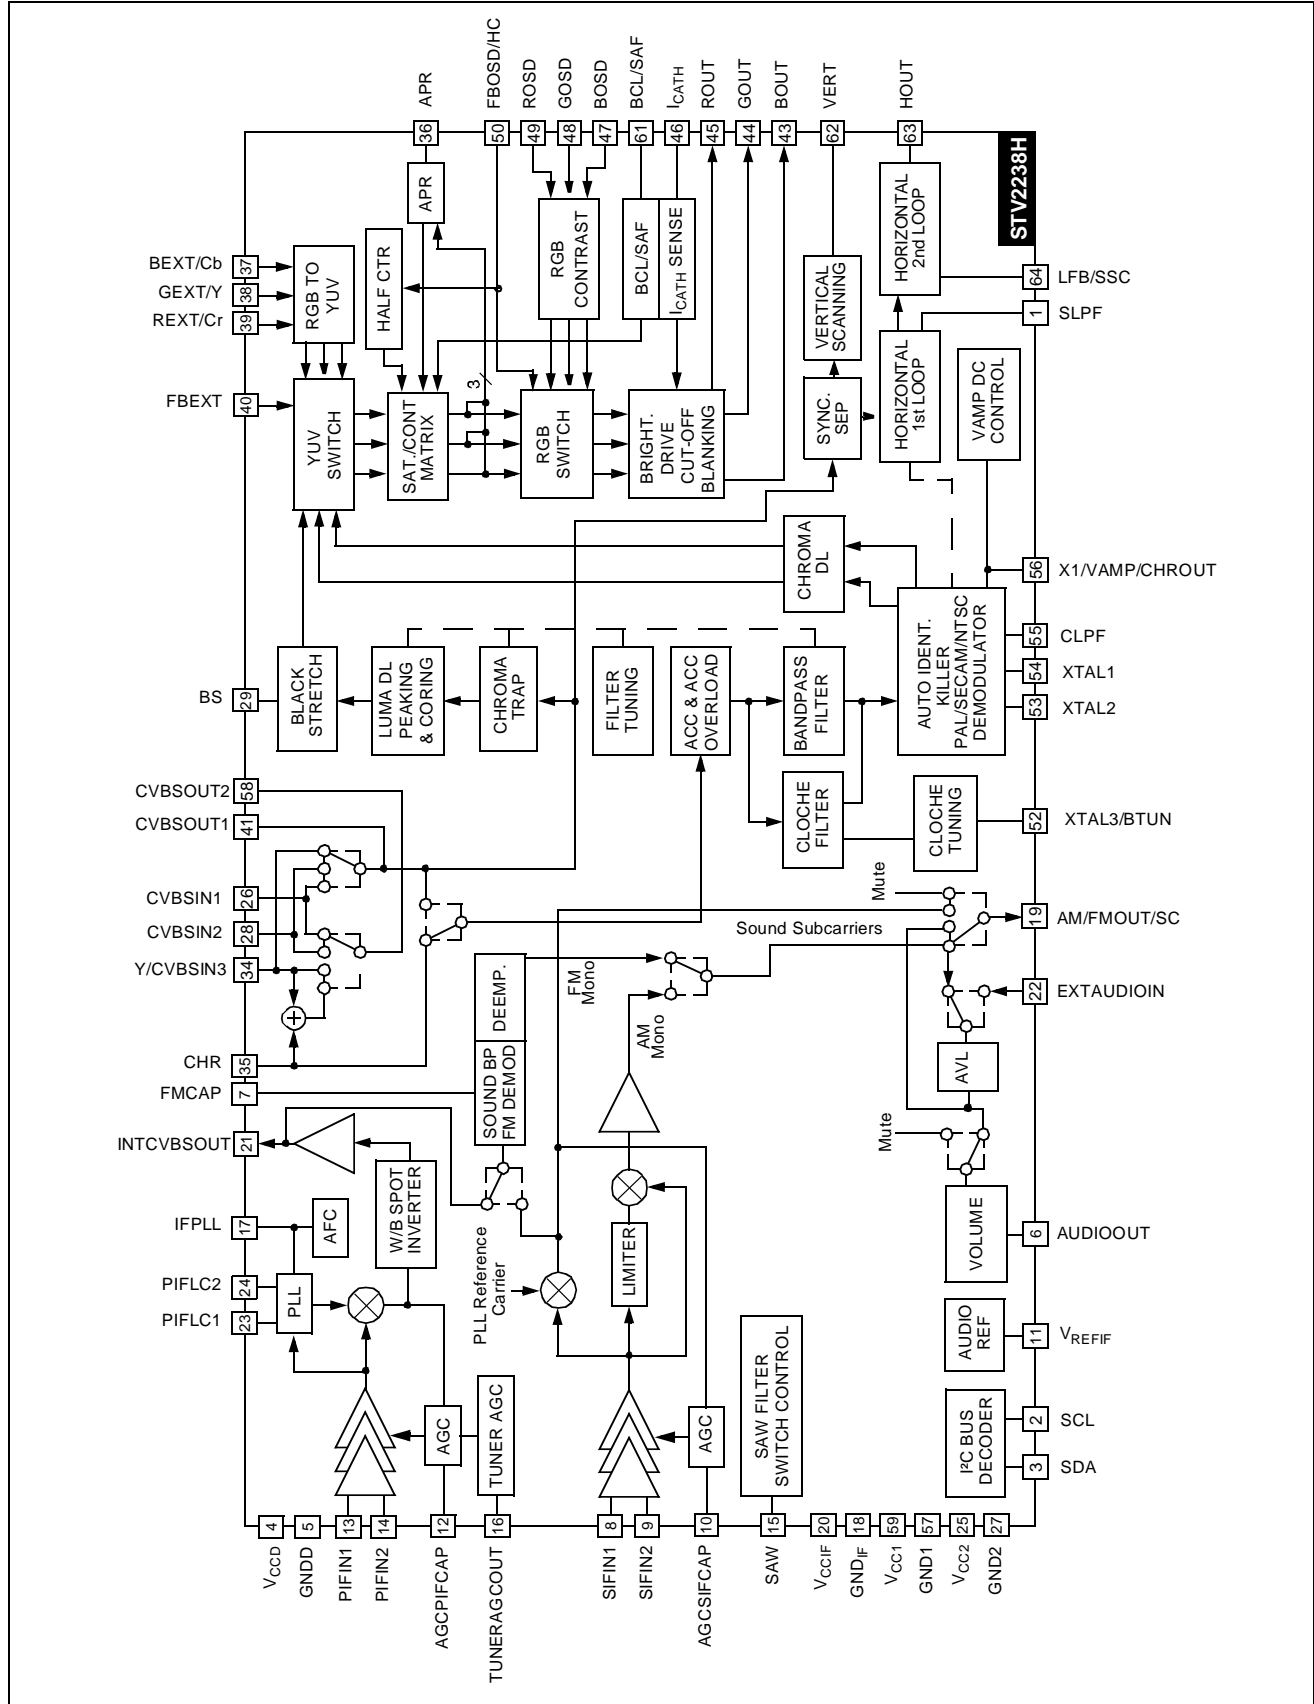 APR
FBOSD/HC
ROSD
GOSD
BOSD
BCL/SAF
ICATH
ROUT
GOUT
BOUT
VERT
HOUT
36
50
49
48
47
61
46
45
44
43
62
63
STV2238H
BEXT/Cb 37
GEXT/Y 38
REXT/Cr 39
FBEXT 40
RGB TO
YUV
HALF CTR
APR
RGB
CONTRAST
BCL/SAF
ICATH SENSE
VERTICAL
SCANNING
HORIZONTAL
2nd LOOP
64 LFB/SSC
1 SLPF
YUV
SWITCH
SAT./CONT
MATRIX
3
RGB
SWITCH
BRIGHT.
DRIVE
CUT-OFF
BLANKING
SYNC.
SEP
HORIZONTAL
1st LOOP
VAMP DC
CONTROL
CHROMA
DL
56 X1/VAMP/CHROUT
55 CLPF
54 XTAL1
53 XTAL2
BS 29
BLACK
STRETCH
LUMA DL
PEAKING
& CORING
CHROMA
TRAP
FILTER
TUNING
ACC & ACC
OVERLOAD
BANDPASS
FILTER
AUTO IDENT.
KILLER
PAL/SECAM/NTSC
DEMODULATOR
CLOCHE
FILTER
CLOCHE
TUNING
52 XTAL3/BTUN
CVBSOUT2 58
CVBSOUT1 41
CVBSIN1 26
CVBSIN2 28
Y/CVBSIN3 34
CHR 35
FMCAP 7
INTCVBSOUT 21
Mute
Sound Subcarriers
19 AM/FMOUT/SC
22 EXTAUDIOIN
DEEMP.
SOUND BP
FM DEMOD
FM
Mono
AM
Mono
AVL
Mute
IFPLL 17
PIFLC2 24
PIFLC1 23
AFC
PLL
W/B SPOT
INVERTER
PLL Reference
Carrier
LIMITER
VOLUME
6 AUDIOOUT
AUDIO
REF
11 VREFIF
AGC
TUNER AGC
AGC
SAW FILTER
SWITCH CONTROL
I²C BUS
DECODER
2 SCL
3 SDA
4
5
13
14
12
16
8
9
10
15
20
18
59
57
25
27
VCCD
GNDD
PIFIN1
PIFIN2
AGCPIFCAP
TUNERAGCOUT
SIFIN1
SIFIN2
AGCSIFCAP
SAW
VCCIF
GNDIF
VCC1
GND1
VCC2
GND2